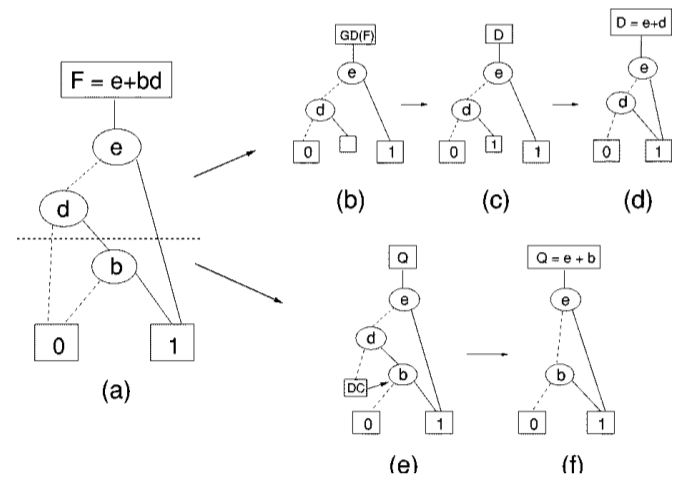 F = e+bd
e
d
b
0
1
(a)
GD(F)
e
d
0
1
(b)
D
e
d
0
1
1
(c)
D = e+d
e
d
0
1
(d)
Q
e
d
DC
b
0
1
(e)
Q = e + b
e
b
0
1
(f)